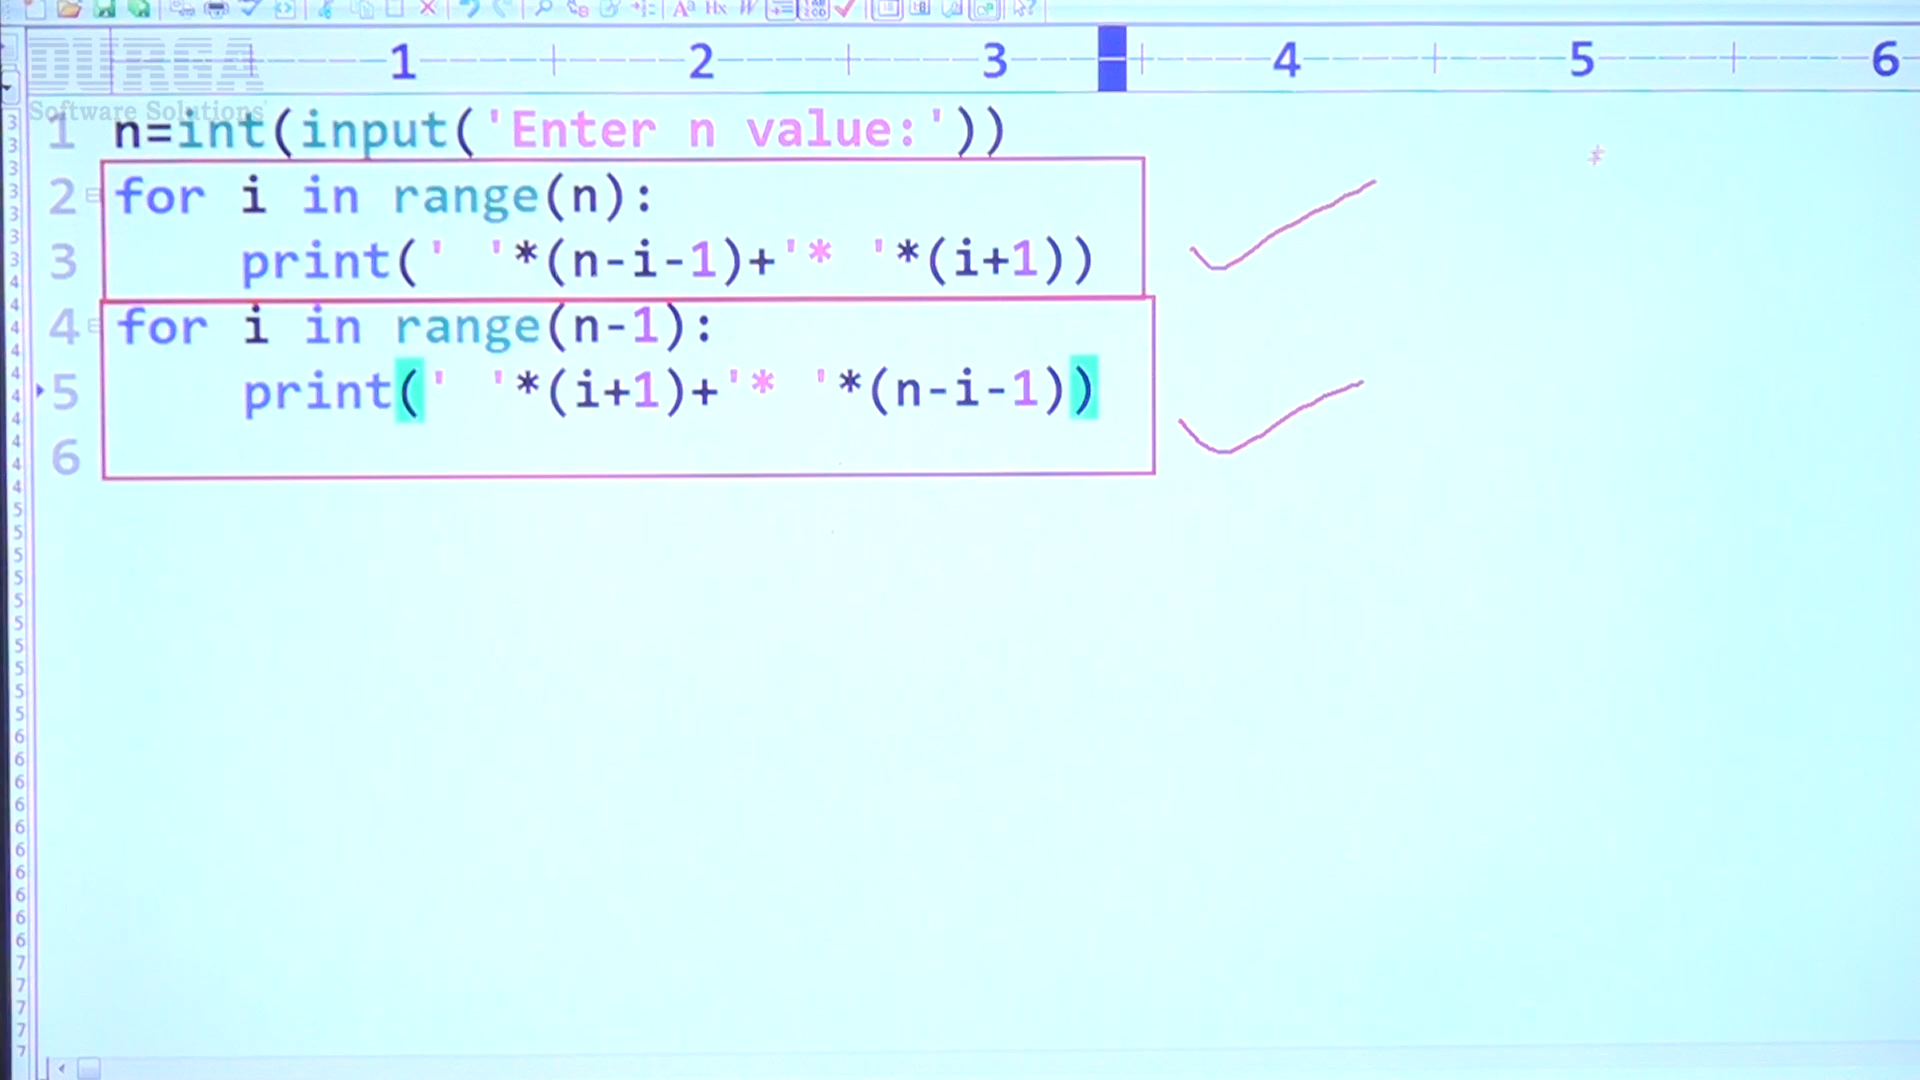 1 2 3 4 5 6
DURGA
Software Solutions
1 n=int(input('Enter n value:'))
2 for i in range(n):
3     print(' '*(n-i-1)+'* '*(i+1))
4 for i in range(n-1):
5     print(' '*(i+1)+'* '*(n-i-1))
6